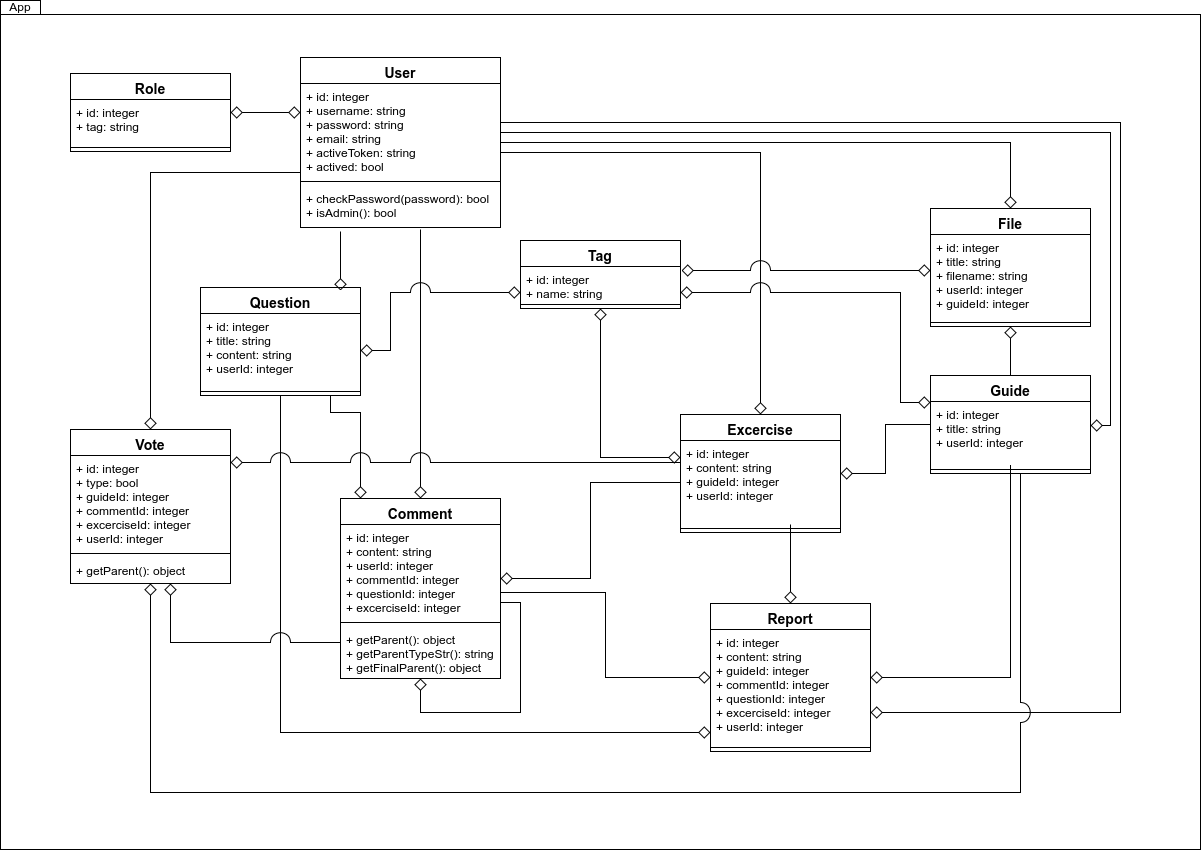 App
Role
+ id: integer
+ tag: string
User
+ id: integer
+ username: string
+ password: string
+ email: string
+ activeToken: string
+ actived: bool
+ checkPassword(password): bool
+ isAdmin(): bool
Tag
+ id: integer
+ name: string
File
+ id: integer
+ title: string
+ filename: string
+ userId: integer
+ guideId: integer
Question
+ id: integer
+ title: string
+ content: string
+ userId: integer
Guide
+ id: integer
+ title: string
+ userId: integer
Vote
+ id: integer
+ type: bool
+ guideId: integer
+ commentId: integer
+ excerciseId: integer
+ userId: integer
+ getParent(): object
Excercise
+ id: integer
+ content: string
+ guideId: integer
+ userId: integer
Comment
+ id: integer
+ content: string
+ userId: integer
+ commentId: integer
+ questionId: integer
+ excerciseId: integer
+ getParent(): object
+ getParentTypeStr(): string
+ getFinalParent(): object
Report
+ id: integer
+ content: string
+ guideId: integer
+ commentId: integer
+ questionId: integer
+ excerciseId: integer
+ userId: integer